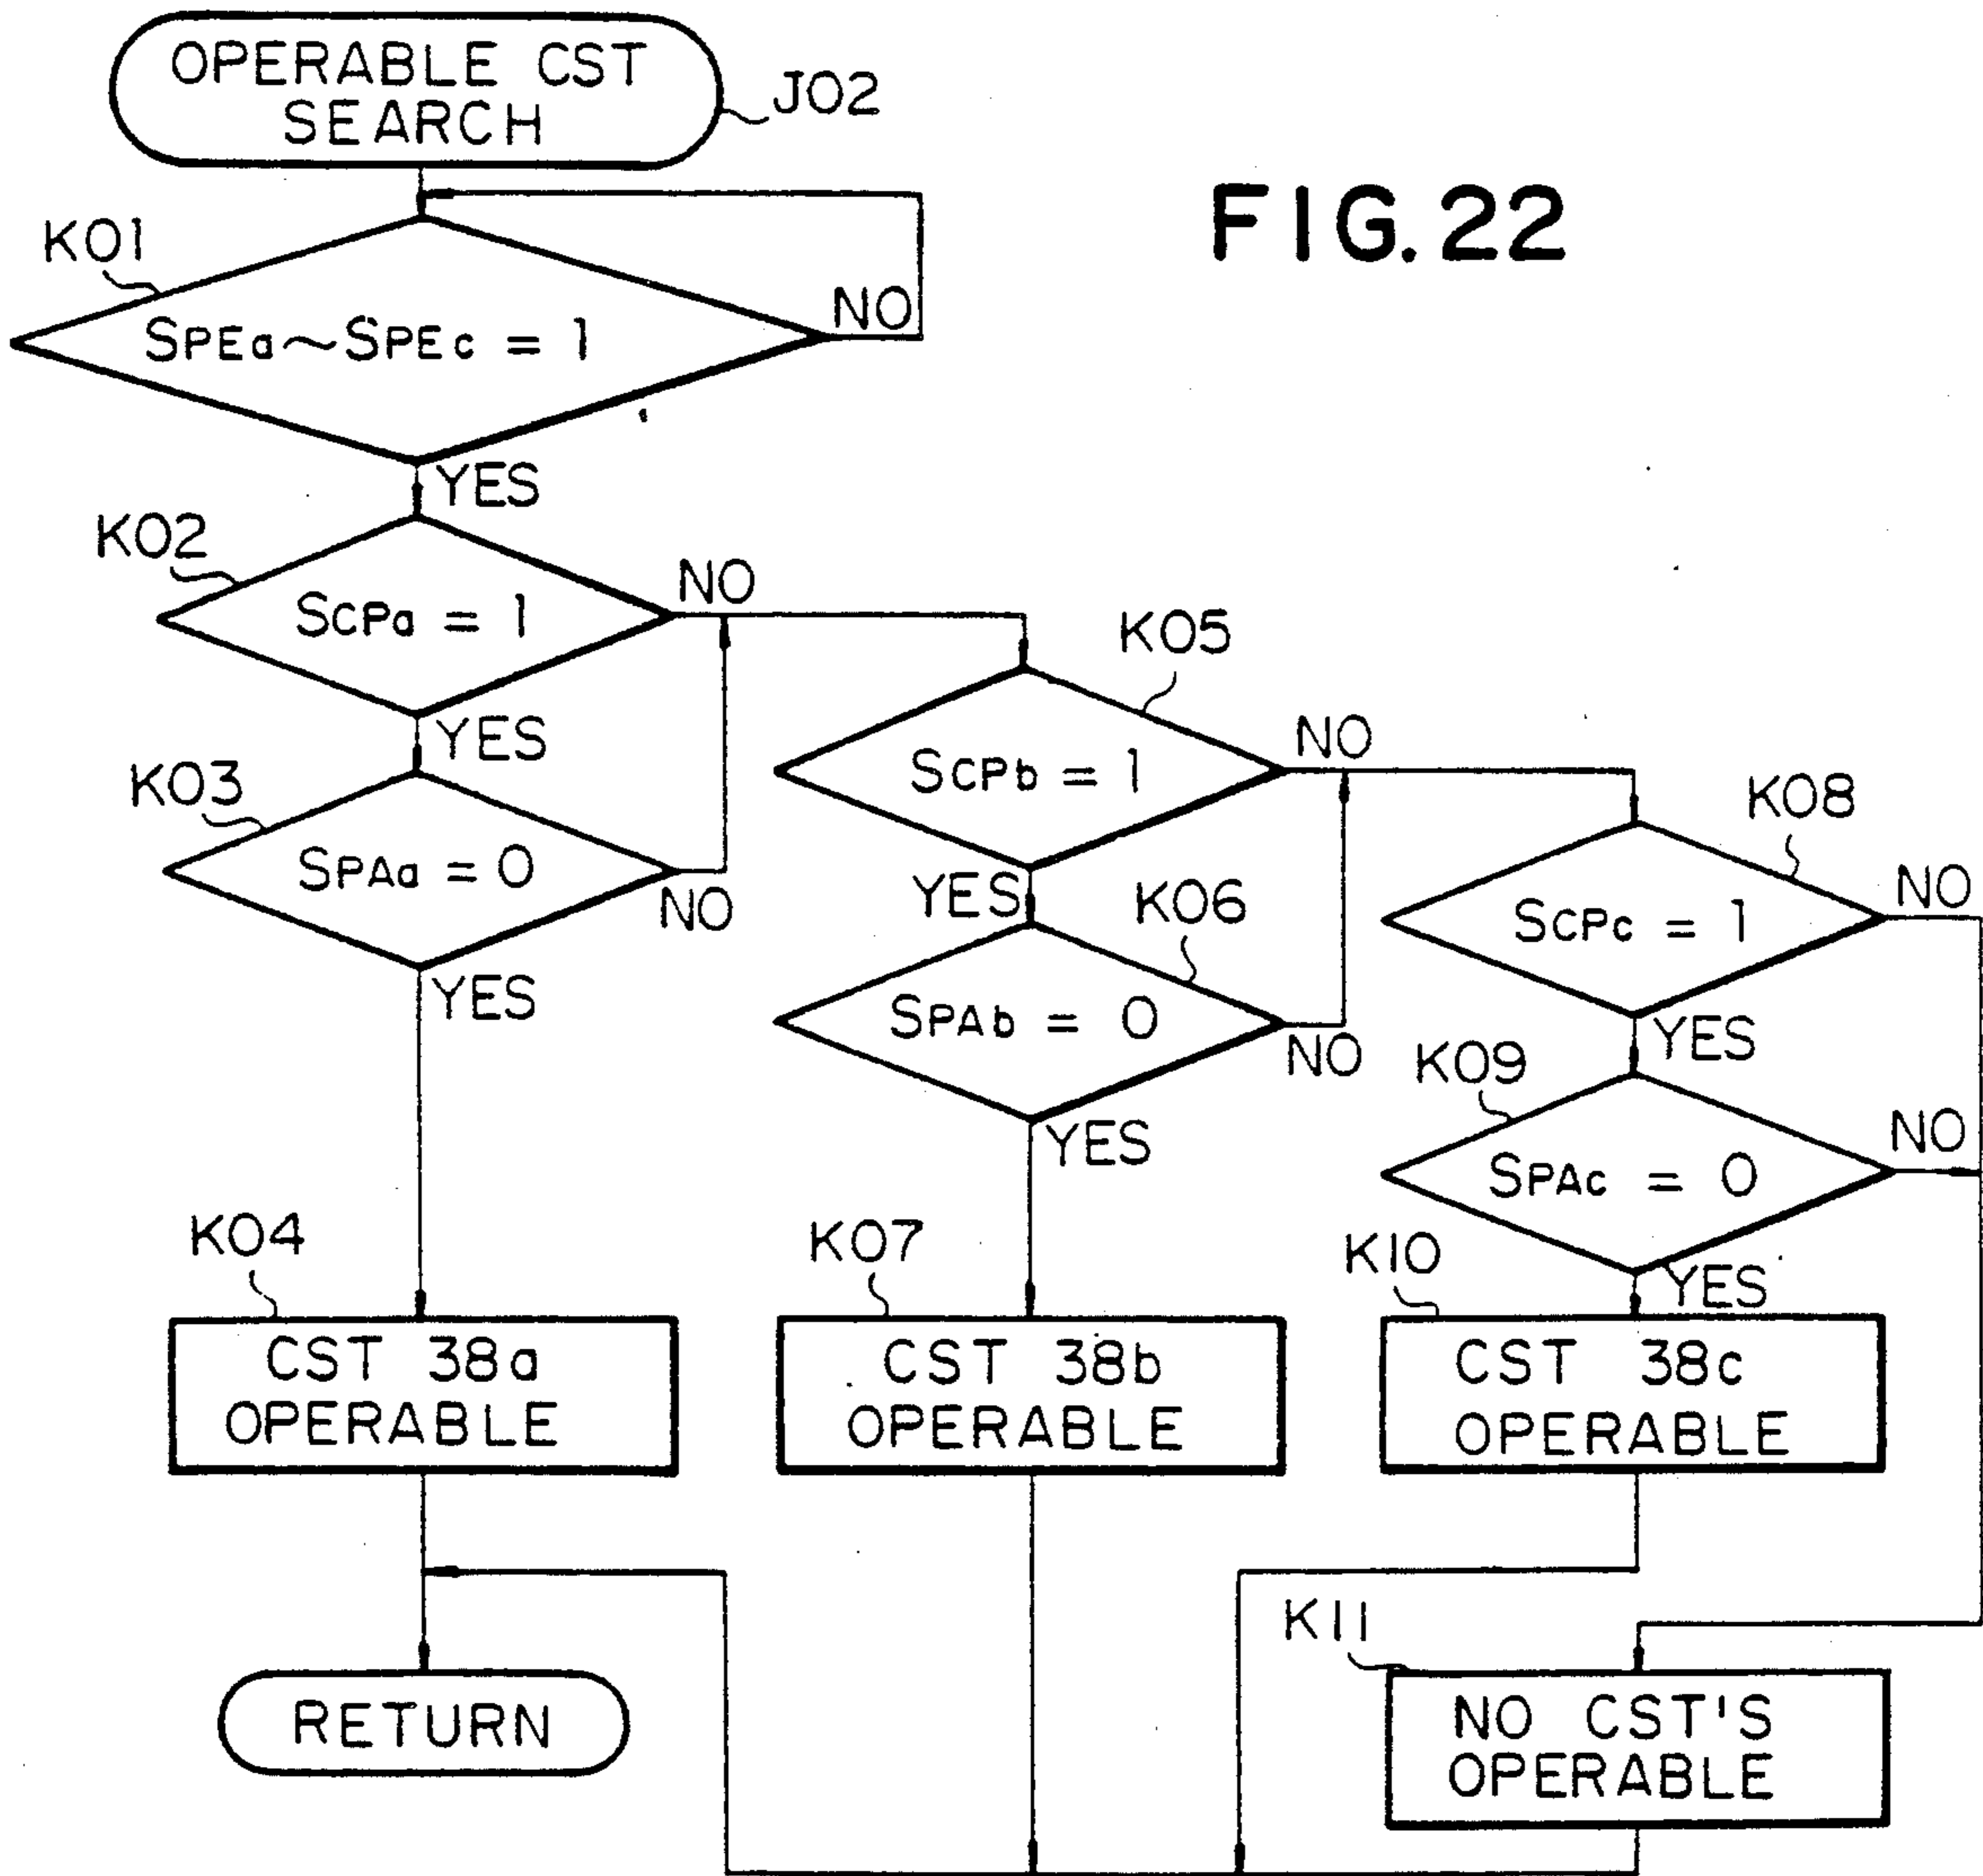 OPERABLE CST
SEARCH
J02
FIG. 22
K01
SPEa~SPEc = 1
NO
YES
K02
SCPa = 1
NO
YES
K03
SPAa = 0
NO
YES
K04
CST 38a
OPERABLE
K05
SCPb = 1
NO
YES
K06
SPAb = 0
NO
YES
K07
CST 38b
OPERABLE
K08
SCPc = 1
NO
YES
K09
SPAc = 0
NO
YES
K10
CST 38c
OPERABLE
K11
NO CST'S
OPERABLE
RETURN